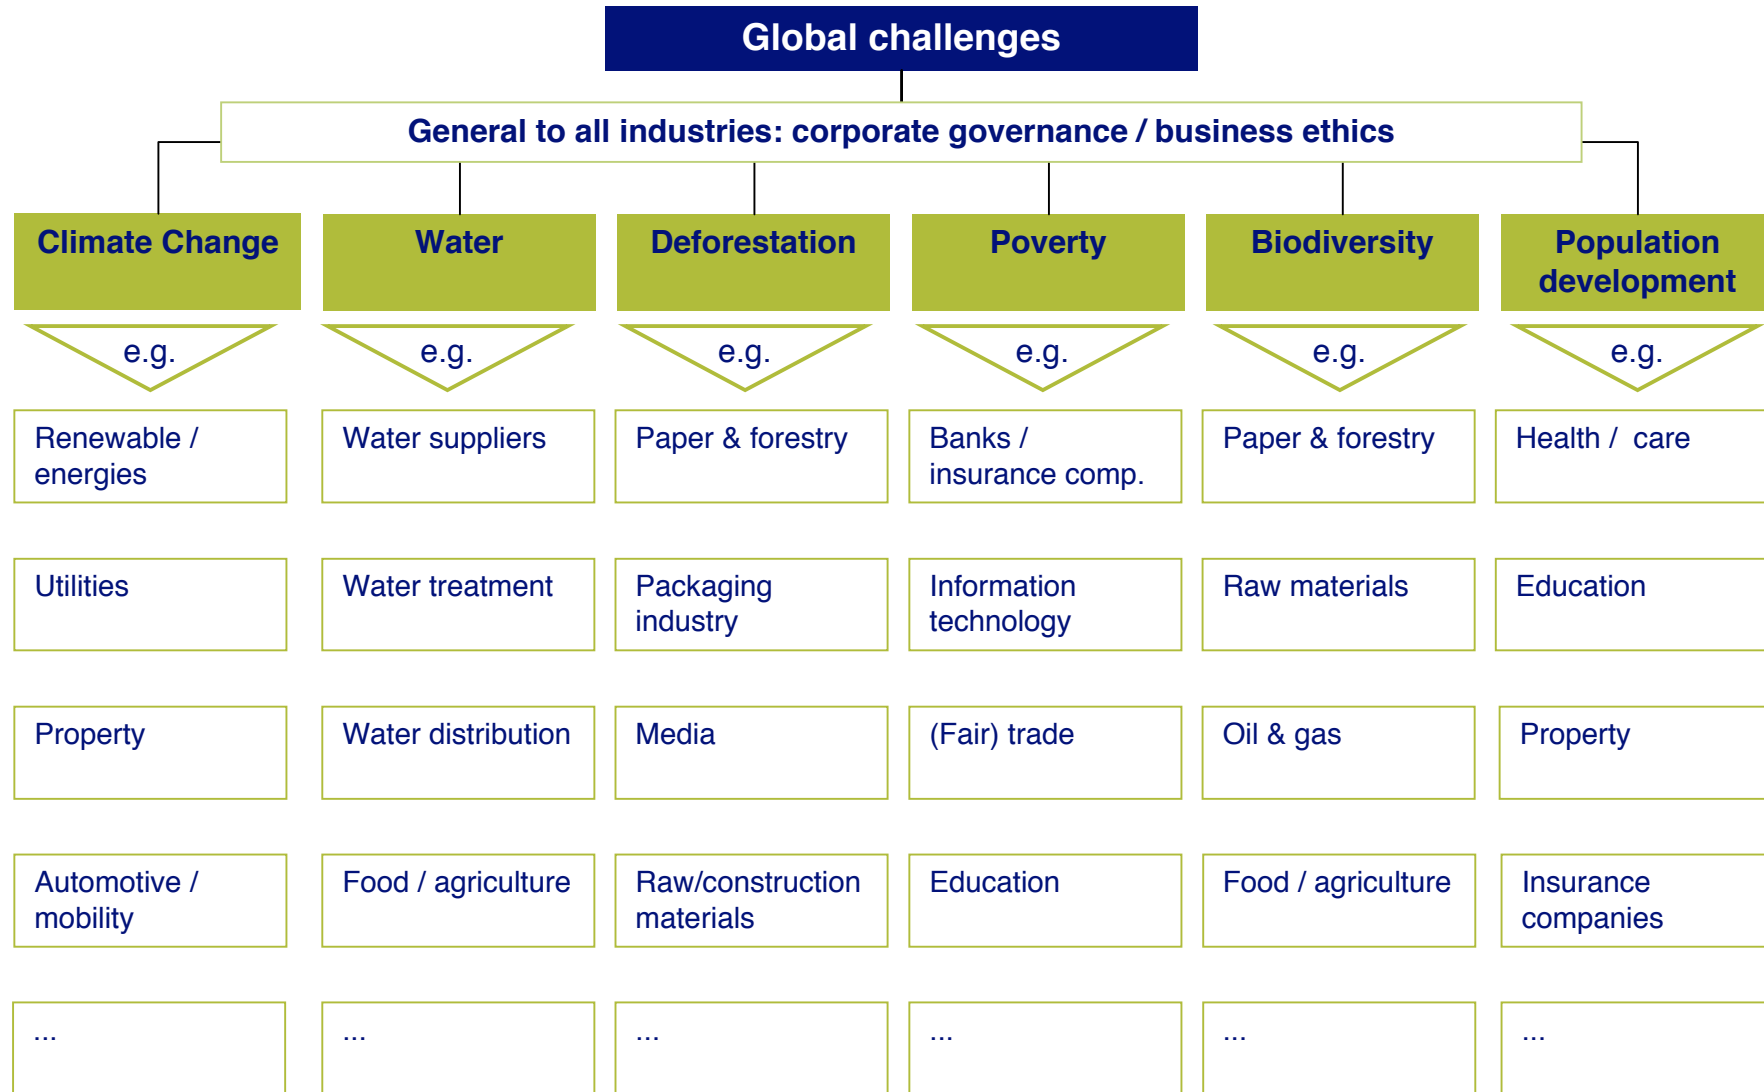 Global challenges
General to all industries: corporate governance / business ethics
Climate Change
Water
Deforestation
Poverty
Biodiversity
Population
development
e.g.
e.g.
e.g.
e.g.
e.g.
e.g.
Renewable /
energies
Water suppliers
Paper & forestry
Banks /
insurance comp.
Paper & forestry
Health /  care
Utilities
Water treatment
Packaging
industry
Information
technology
Raw materials
Education
Property
Water distribution
Media
(Fair) trade
Oil & gas
Property
Automotive /
mobility
Food / agriculture
Raw/construction
materials
Education
Food / agriculture
Insurance
companies
...
...
...
...
...
...